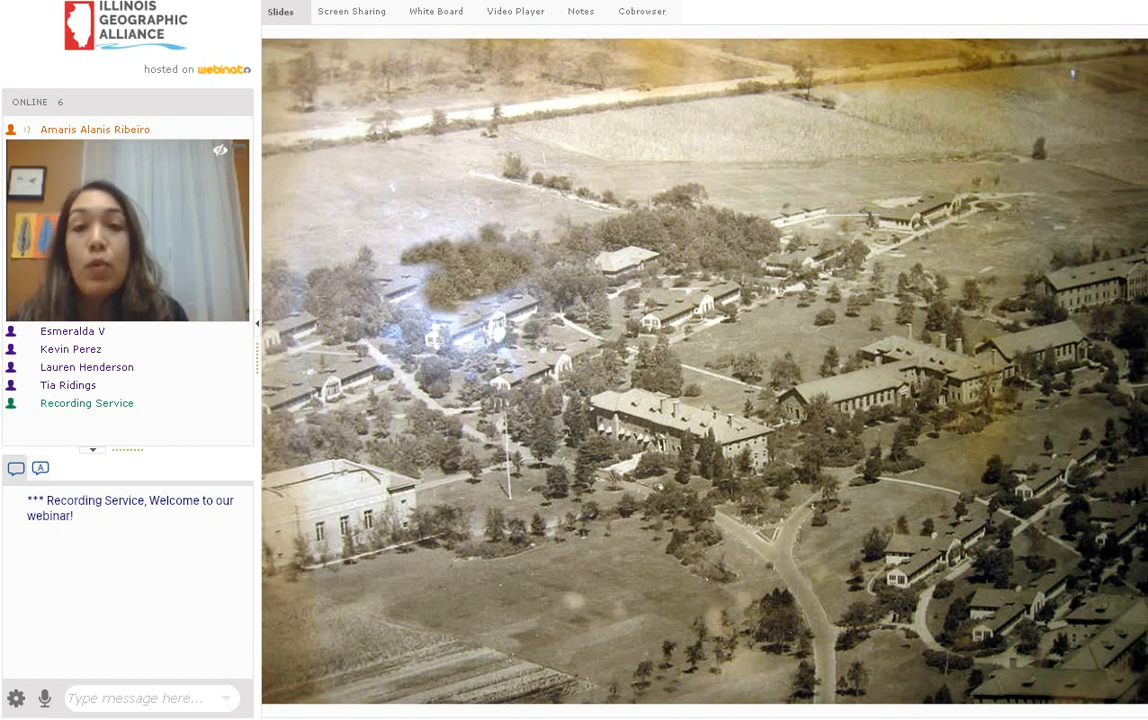 ILLINOIS
GEOGRAPHIC
ALLIANCE
hosted on webinato
ONLINE 6
Amaris Alanis Ribeiro
Esmeralda V
Kevin Perez
Lauren Henderson
Tia Ridings
Recording Service
A
*** Recording Service, Welcome to our
webinar!
Type message here...
Slides Screen Sharing White Board Video Player Notes Cobrowser